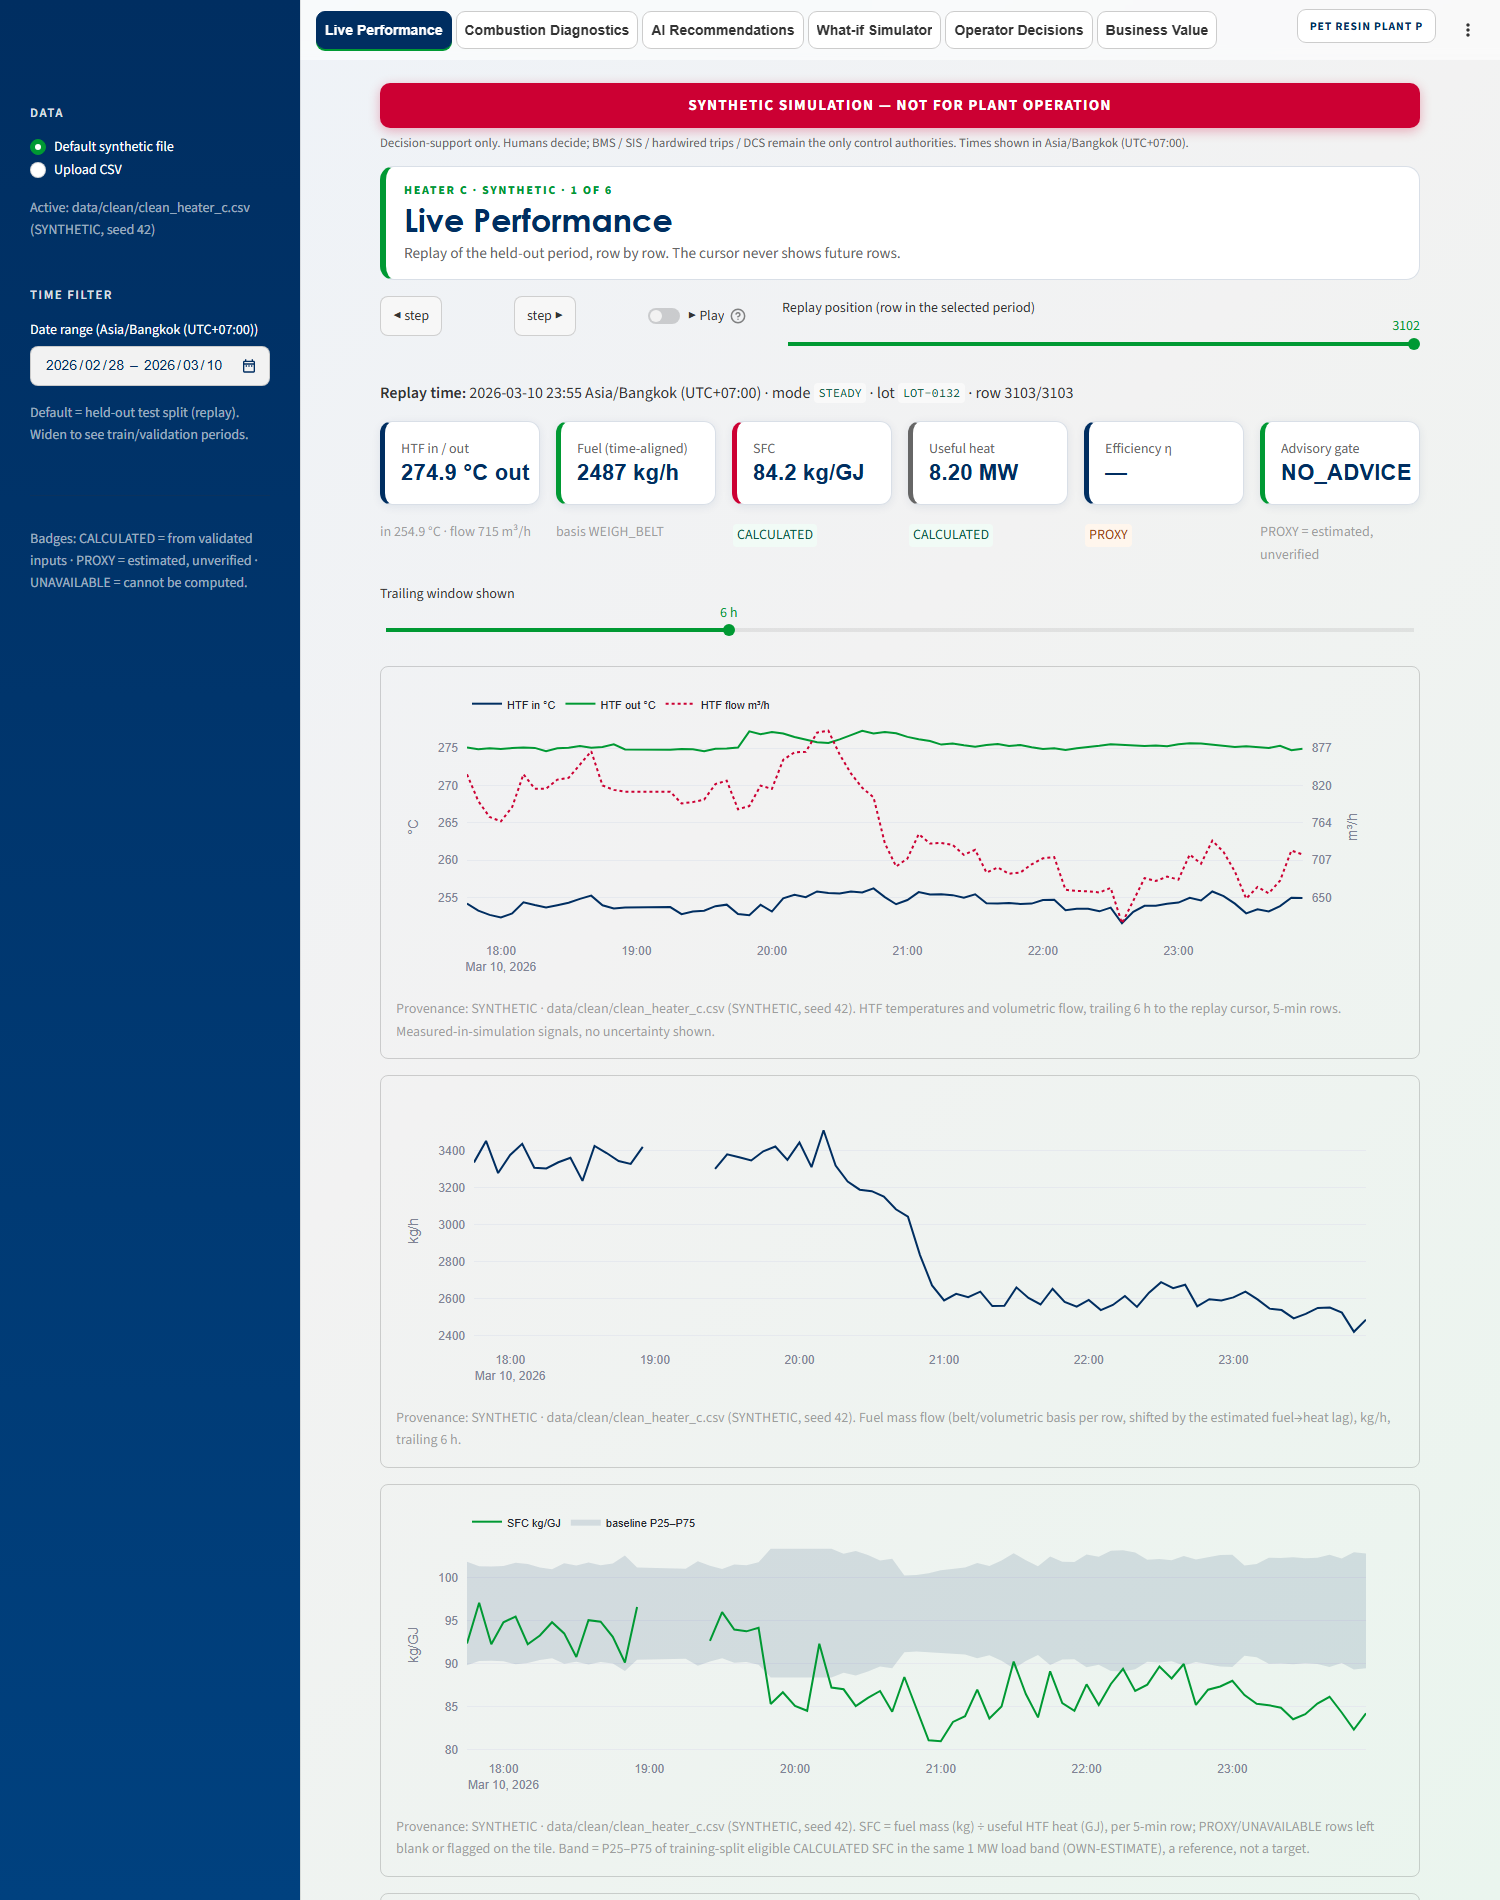 Live Performance
Combustion Diagnostics
AI Recommendations
What-if Simulator
Operator Decisions
Business Value
PET RESIN PLANT P
DATA
Default synthetic file
Upload CSV
Active: data/clean/clean_heater_c.csv
(SYNTHETIC, seed 42)
TIME FILTER
Date range (Asia/Bangkok (UTC+07:00))
2026/02/28 – 2026/03/10
Default = held-out test split (replay).
Widen to see train/validation periods.
Badges: CALCULATED = from validated
inputs · PROXY = estimated, unverified ·
UNAVAILABLE = cannot be computed.
SYNTHETIC SIMULATION — NOT FOR PLANT OPERATION
Decision-support only. Humans decide; BMS / SIS / hardwired trips / DCS remain the only control authorities. Times shown in Asia/Bangkok (UTC+07:00).
HEATER C · SYNTHETIC · 1 OF 6
Live Performance
Replay of the held-out period, row by row. The cursor never shows future rows.
◂ step
step ▸
▸ Play
Replay position (row in the selected period)
3102
Replay time: 2026-03-10 23:55 Asia/Bangkok (UTC+07:00) · mode STEADY · lot LOT-0132 · row 3103/3103
HTF in / out
274.9 °C out
in 254.9 °C · flow 715 m³/h
Fuel (time-aligned)
2487 kg/h
basis WEIGH_BELT
SFC
84.2 kg/GJ
CALCULATED
Useful heat
8.20 MW
CALCULATED
Efficiency η
—
PROXY
Advisory gate
NO_ADVICE
PROXY = estimated,
unverified
Trailing window shown
6 h
HTF in °C
HTF out °C
HTF flow m³/h
275
270
265
260
255
°C
877
820
764
707
650
m³/h
18:00
19:00
20:00
21:00
22:00
23:00
Mar 10, 2026
Provenance: SYNTHETIC · data/clean/clean_heater_c.csv (SYNTHETIC, seed 42). HTF temperatures and volumetric flow, trailing 6 h to the replay cursor, 5-min rows.
Measured-in-simulation signals, no uncertainty shown.
3400
3200
3000
2800
2600
2400
kg/h
18:00
19:00
20:00
21:00
22:00
23:00
Mar 10, 2026
Provenance: SYNTHETIC · data/clean/clean_heater_c.csv (SYNTHETIC, seed 42). Fuel mass flow (belt/volumetric basis per row, shifted by the estimated fuel→heat lag), kg/h,
trailing 6 h.
SFC kg/GJ
baseline P25–P75
100
95
90
85
80
kg/GJ
18:00
19:00
20:00
21:00
22:00
23:00
Mar 10, 2026
Provenance: SYNTHETIC · data/clean/clean_heater_c.csv (SYNTHETIC, seed 42). SFC = fuel mass (kg) ÷ useful HTF heat (GJ), per 5-min row; PROXY/UNAVAILABLE rows left
blank or flagged on the tile. Band = P25–P75 of training-split eligible CALCULATED SFC in the same 1 MW load band (OWN-ESTIMATE), a reference, not a target.